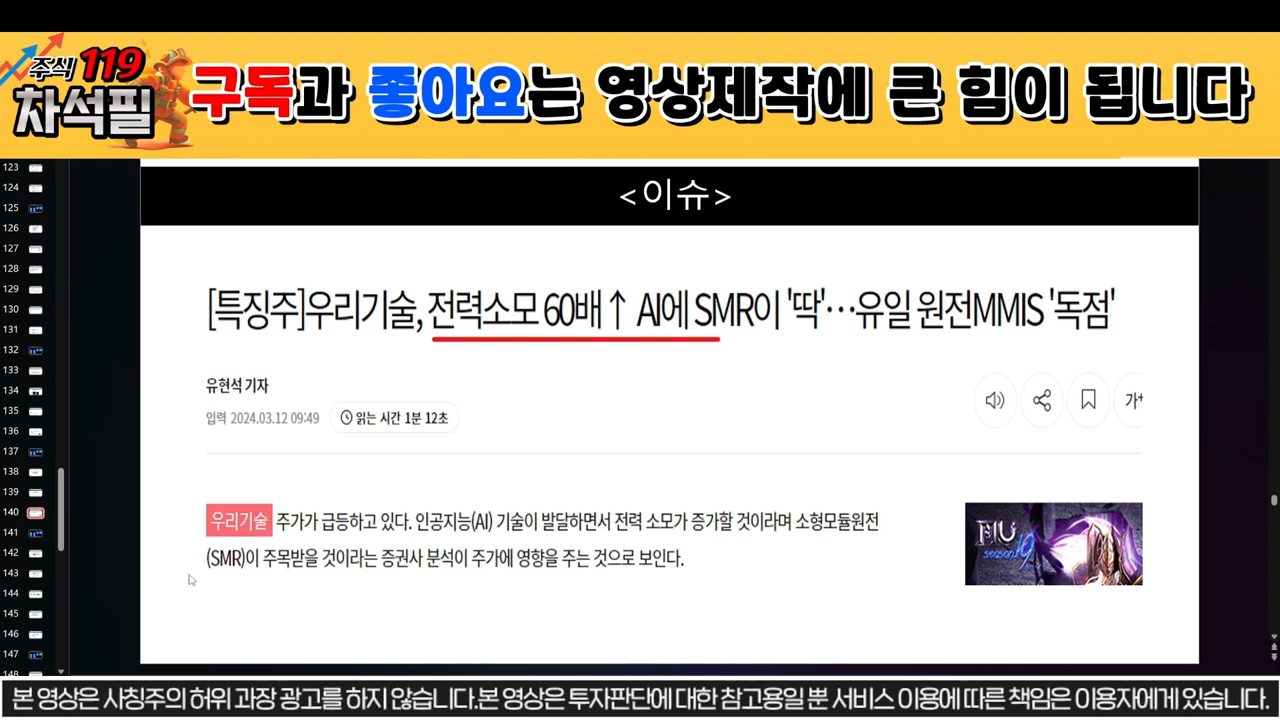 주식 119
차석필
구독과 좋아요는 영상제작에 큰 힘이 됩니다
<이슈>
[특징주]우리기술, 전력소모 60배↑ AI에 SMR이 '딱'…유일 원전MMIS '독점'
유현석 기자
입력 2024.03.12 09:49 읽는 시간 1분 12초
가+
우리기술 주가가 급등하고 있다. 인공지능(AI) 기술이 발달하면서 전력 소모가 증가할 것이라며 소형모듈원전
(SMR)이 주목받을 것이라는 증권사 분석이 주가에 영향을 주는 것으로 보인다.
MU
season19
123
124
125
126
127
128
129
130
131
132
133
134
135
136
137
138
139
140
141
142
143
144
145
146
147
148
본 영상은 사칭주의 허위 과장 광고를 하지 않습니다.본 영상은 투자판단에 대한 참고용일 뿐 서비스 이용에 따른 책임은 이용자에게 있습니다.